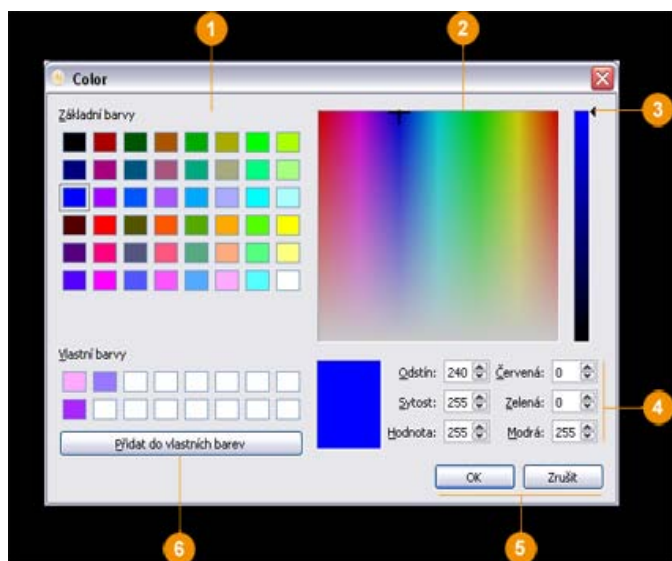 1
2
Color
3
Základní barvy
Vlastní barvy
Odstín: 240 Červená: 0
Sytost: 255 Zelená: 0
4
Hodnota: 255 Modrá: 255
Přidat do vlastních barev
OK Zrušit
6
5